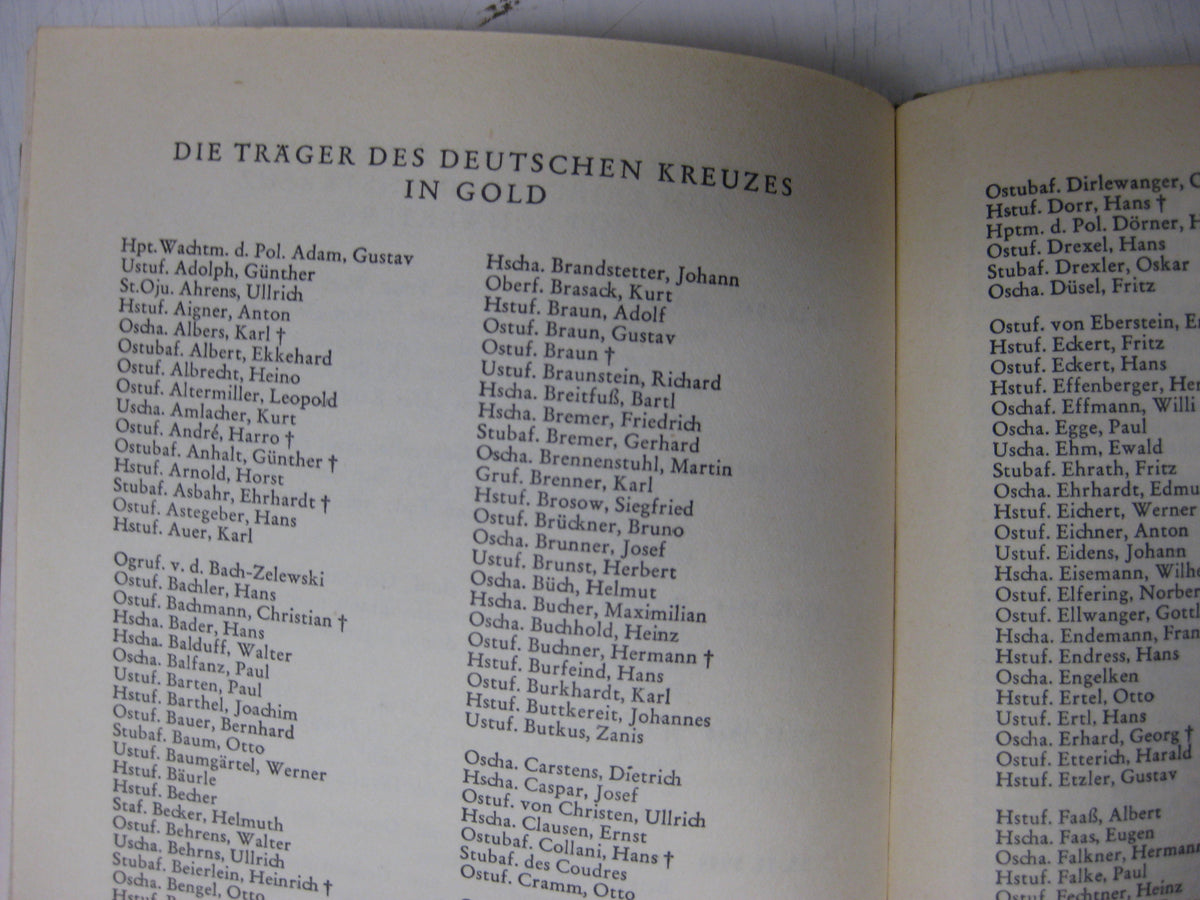 DIE TRÄGER DES DEUTSCHEN KREUZES
IN GOLD
Hpt.Wachtm. d. Pol. Adam, Gustav
Ustuf. Adolph, Günther
St.Oju. Ahrens, Ullrich
Hstuf. Aigner, Anton
Oscha. Albers, Karl †
Ostubaf. Albert, Ekkehard
Ostuf. Albrecht, Heino
Ostuf. Altermiller, Leopold
Uscha. Amlacher, Kurt
Ostuf. André, Harro †
Ostubaf. Anhalt, Günther †
Hstuf. Arnold, Horst
Stubaf. Asbahr, Ehrhardt †
Ostuf. Astegeber, Hans
Hstuf. Auer, Karl
Ogruf. v. d. Bach-Zelewski
Ostuf. Bachler, Hans
Ostuf. Bachmann, Christian †
Hscha. Bader, Hans
Hscha. Balduff, Walter
Oscha. Balfanz, Paul
Ustuf. Barten, Paul
Hstuf. Barthel, Joachim
Ostuf. Bauer, Bernhard
Stubaf. Baum, Otto
Ustuf. Baumgärtel, Werner
Hstuf. Bäurle
Hstuf. Becher
Staf. Becker, Helmuth
Ostuf. Behrens, Walter
Uscha. Behrns, Ullrich
Stubaf. Beierlein, Heinrich †
Oscha. Bengel, Otto
Hscha. Brandstetter, Johann
Oberf. Brasack, Kurt
Hstuf. Braun, Adolf
Ostuf. Braun, Gustav
Ostuf. Braun †
Ustuf. Braunstein, Richard
Hscha. Breitfuß, Bartl
Hscha. Bremer, Friedrich
Stubaf. Bremer, Gerhard
Oscha. Brennenstuhl, Martin
Gruf. Brenner, Karl
Hstuf. Brosow, Siegfried
Ostuf. Brückner, Bruno
Oscha. Brunner, Josef
Ustuf. Brunst, Herbert
Oscha. Büch, Helmut
Hscha. Bucher, Maximilian
Oscha. Buchhold, Heinz
Ostuf. Buchner, Hermann †
Hstuf. Burfeind, Hans
Ostuf. Burkhardt, Karl
Hstuf. Buttkereit, Johannes
Ustuf. Butkus, Zanis
Oscha. Carstens, Dietrich
Hscha. Caspar, Josef
Ostuf. von Christen, Ullrich
Hscha. Clausen, Ernst
Ostubaf. Collani, Hans †
Stubaf. des Coudres
Ostuf. Cramm, Otto
Ostubaf. Dirlewanger,
Hstuf. Dorr, Hans †
Hptm. d. Pol. Dörner, H
Ostuf. Drexel, Hans
Stubaf. Drexler, Oskar
Oscha. Düsel, Fritz
Ostuf. von Eberstein,
Hstuf. Eckert, Fritz
Ostuf. Eckert, Hans
Hstuf. Effenberger, Her
Oschaf. Effmann, Willi
Oscha. Egge, Paul
Uscha. Ehm, Ewald
Stubaf. Ehrath, Fritz
Oscha. Ehrhardt, Edmu
Hstuf. Eichert, Werner
Ostuf. Eichner, Anton
Ustuf. Eidens, Johann
Hscha. Eisemann, Wilhe
Ostuf. Elfering, Norber
Ostuf. Ellwanger, Gottl
Hscha. Endemann, Fran
Hstuf. Endress, Hans
Oscha. Engelken
Hstuf. Ertel, Otto
Ustuf. Ertl, Hans
Oscha. Erhard, Georg †
Ostuf. Etterich, Harald
Hstuf. Etzler, Gustav
Hstuf. Faaß, Albert
Hscha. Faas, Eugen
Oscha. Falkner, Hermann
Hstuf. Falke, Paul
Ostuf. Fechtner, Heinz